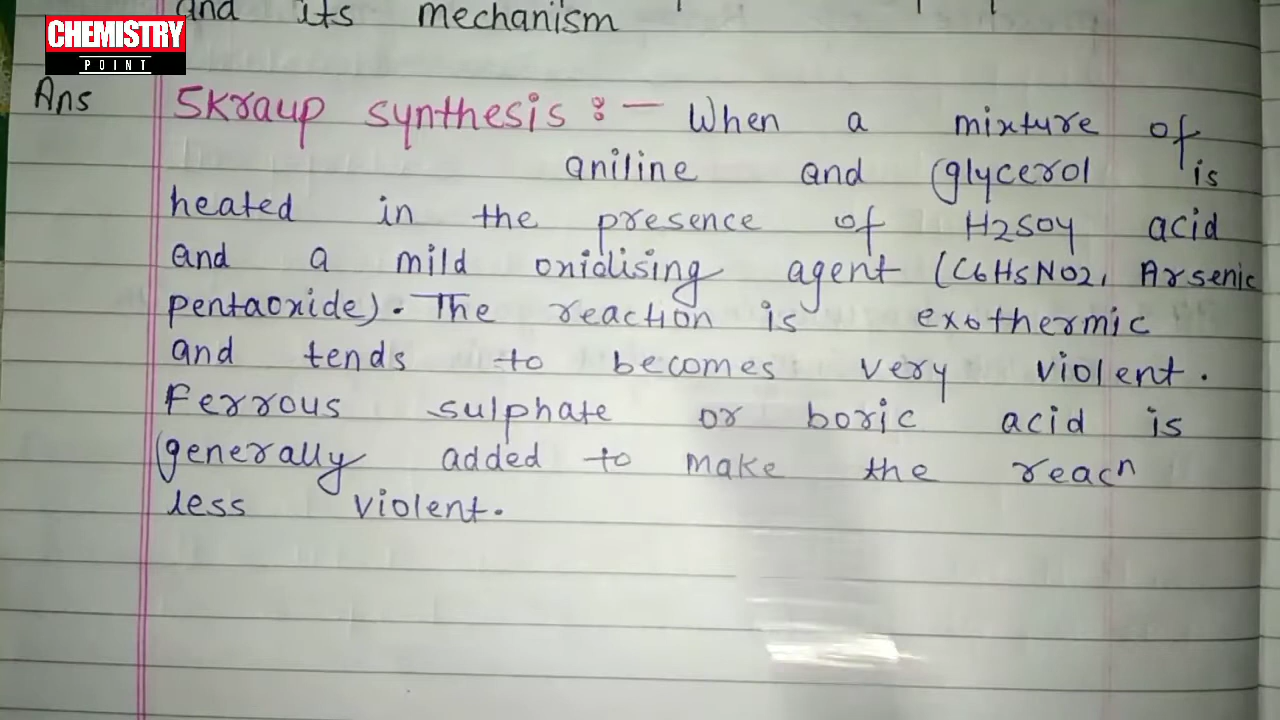 and its mechanism
CHEMISTRY
POINT
Ans Skraup synthesis :- When a mixture of
aniline and glycerol is
heated in the presence of H2SO4 acid
and a mild oxidising agent (C6H5NO2, Arsenic
pentaoxide). The reaction is exothermic
and tends to becomes very violent.
Ferrous sulphate or boric acid is
generally added to make the reacn
less violent.